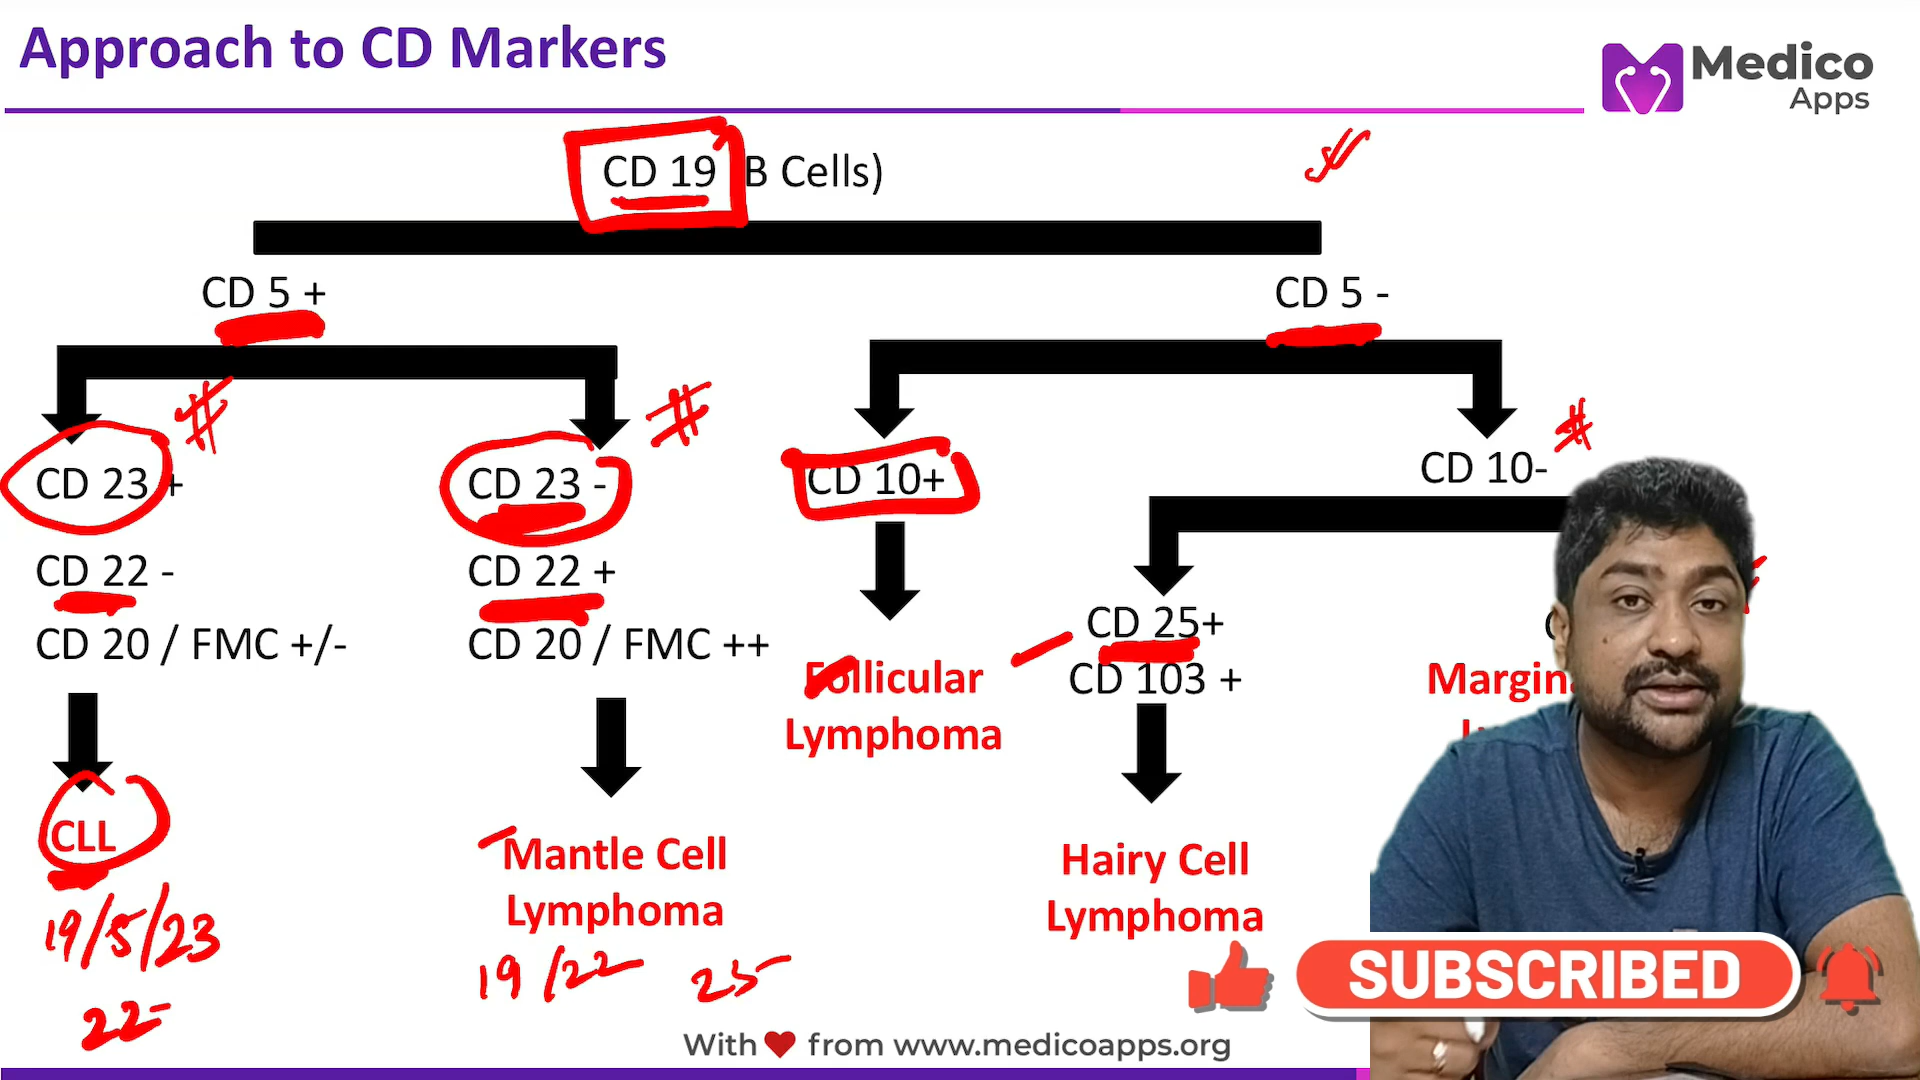 Approach to CD Markers
Medico
Apps
CD 19 B Cells)
CD 5 +
CD 5 -
CD 23 +
CD 23 -
CD 10+
CD 10-
CD 22 -
CD 22 +
CD 20 / FMC +/-
CD 20 / FMC ++
CD 25+
CD 103 +
Follicular
Lymphoma
CLL
Mantle Cell
Lymphoma
Hairy Cell
Lymphoma
19/5/23
22-
19/22
SUBSCRIBED
With ❤ from www.medicoapps.org